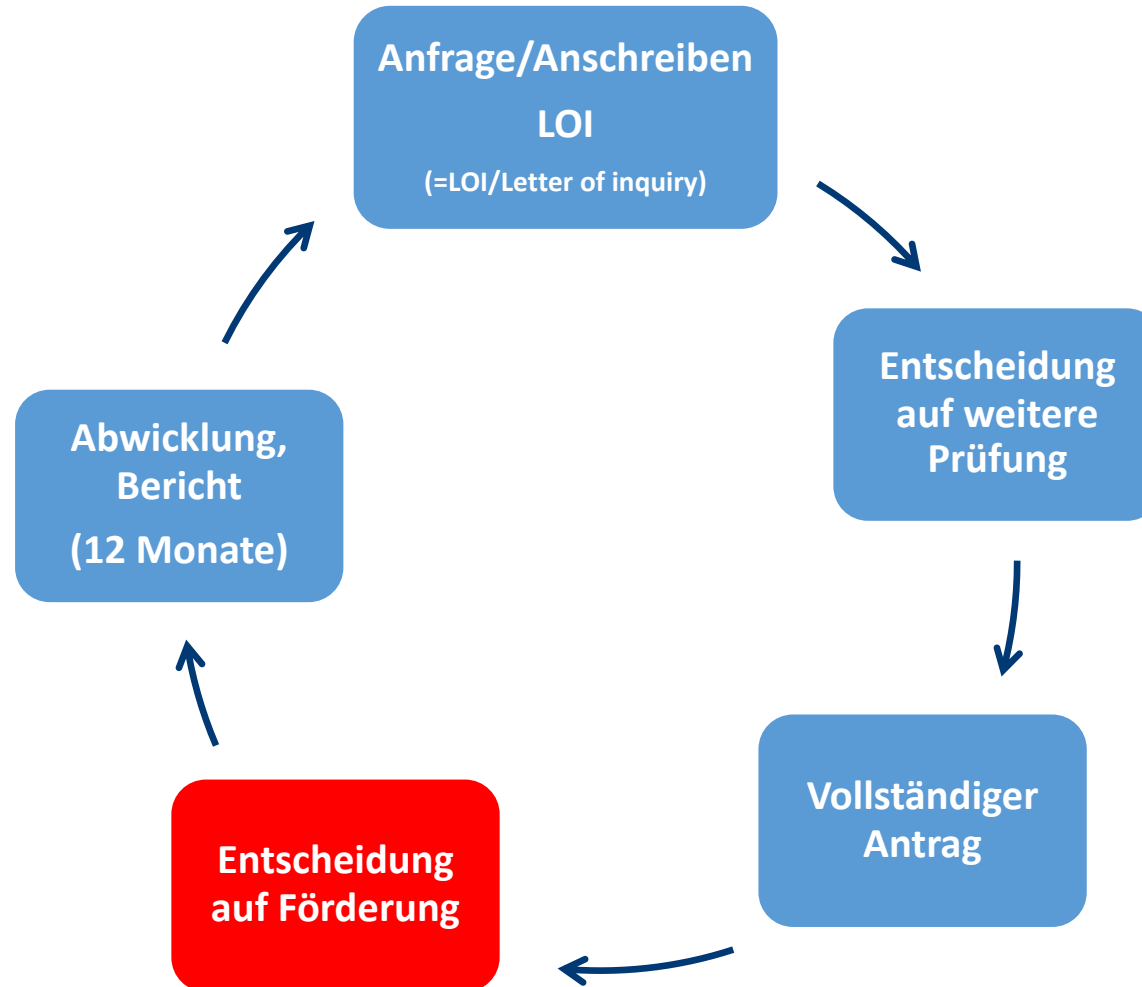 Anfrage/Anschreiben
LOI
(=LOI/Letter of inquiry)
Entscheidung
auf weitere
Prüfung
Vollständiger
Antrag
Entscheidung
auf Förderung
Abwicklung,
Bericht
(12 Monate)